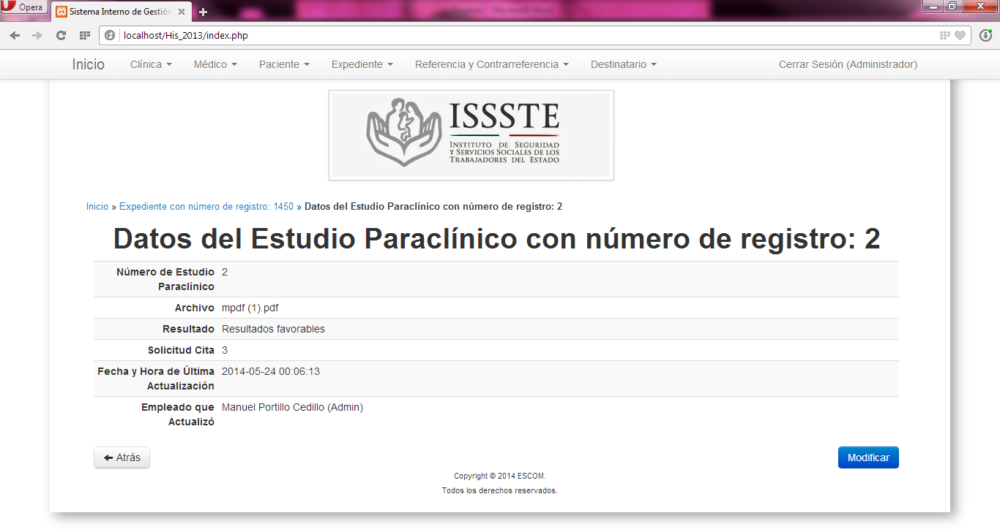 Opera
Sistema Interno de Gestión
localhost/His_2013/index.php
Inicio Clínica Médico Paciente Expediente Referencia y Contrarreferencia Destinatario Cerrar Sesión (Administrador)
ISSSTE
INSTITUTO DE SEGURIDAD
Y SERVICIOS SOCIALES DE LOS
TRABAJADORES DEL ESTADO
Inicio » Expediente con número de registro: 1450 » Datos del Estudio Paraclínico con número de registro: 2
Datos del Estudio Paraclínico con número de registro: 2
Número de Estudio 2
Paraclínico
Archivo mpdf (1).pdf
Resultado Resultados favorables
Solicitud Cita 3
Fecha y Hora de Última 2014-05-24 00:06:13
Actualización
Empleado que Manuel Portillo Cedillo (Admin)
Actualizó
Atrás Modificar
Copyright © 2014 ESCOM.
Todos los derechos reservados.